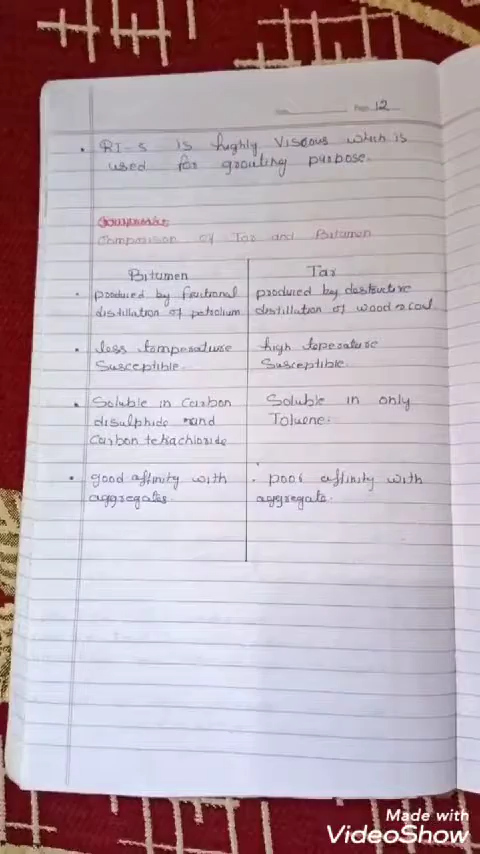 Page 12
• RT-5 is highly viscous which is
used for grouting purpose.
Comparision of Tar and Bitumen
Bitumen
Tar
• produced by fractional
distillation of petrolium
produced by destructive
distillation of wood or coal.
• less temperature
Susceptible.
high teperature
Susceptible.
• Soluble in Carbon
disulphide and
Carbon tetrachloride
Soluble in only
Toluene.
• good affinity with
aggregates.
. poor affinity with
aggregate.
Made with
VideoShow